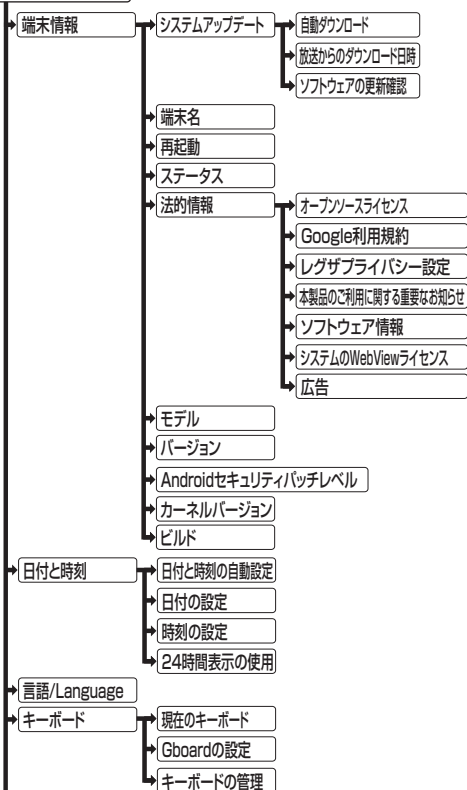 端末情報
システムアップデート
自動ダウンロード
放送からのダウンロード日時
ソフトウェアの更新確認
端末名
再起動
ステータス
法的情報
オープンソースライセンス
Google利用規約
レグザプライバシー設定
本製品のご利用に関する重要なお知らせ
ソフトウェア情報
システムのWebViewライセンス
広告
モデル
バージョン
Androidセキュリティパッチレベル
カーネルバージョン
ビルド
日付と時刻
日付と時刻の自動設定
日付の設定
時刻の設定
24時間表示の使用
言語/Language
キーボード
現在のキーボード
Gboardの設定
キーボードの管理